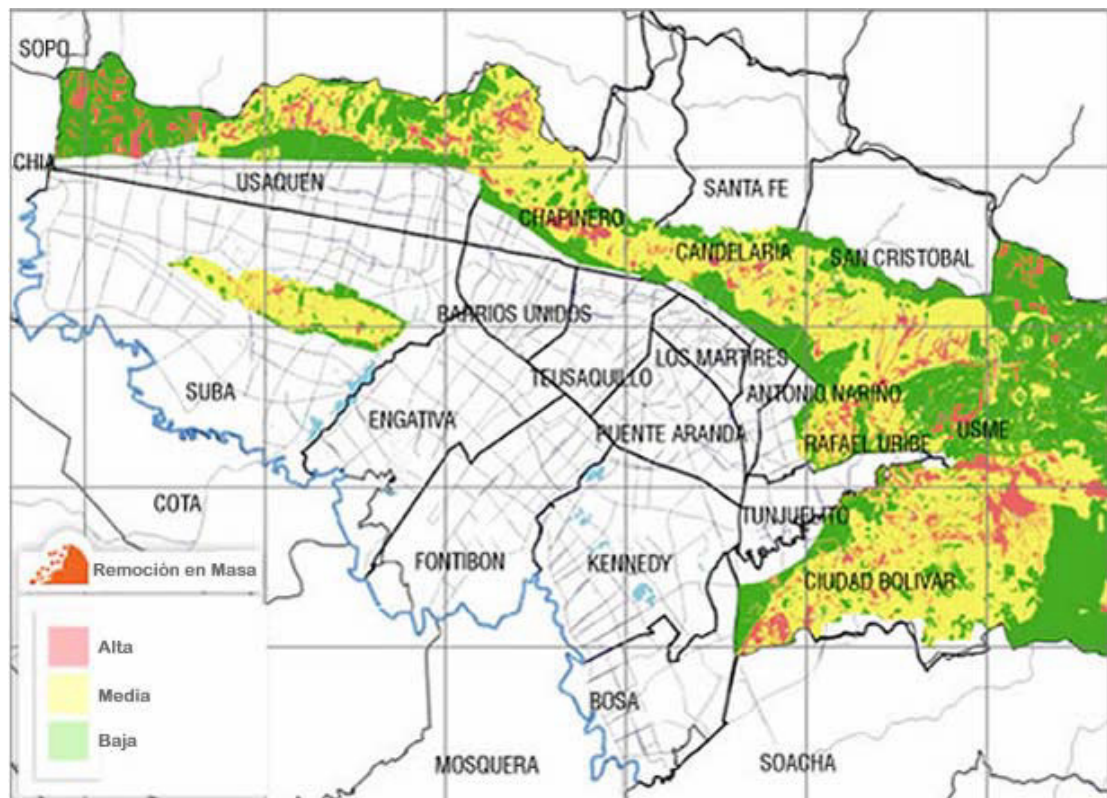 SOPO
CHIA
USAQUEN
SANTA FE
CHAPINERO
CANDELARIA
SAN CRISTOBAL
BARRIOS UNIDOS
LOS MARTIRES
SUBA
TEUSAQUILLO
ANTONIO NARIÑO
ENGATIVA
PUENTE ARANDA
RAFAEL URIBE
USME
COTA
TUNJUELITO
FONTIBON
KENNEDY
CIUDAD BOLIVAR
BOSA
MOSQUERA
SOACHA
Remoción en Masa
Alta
Media
Baja